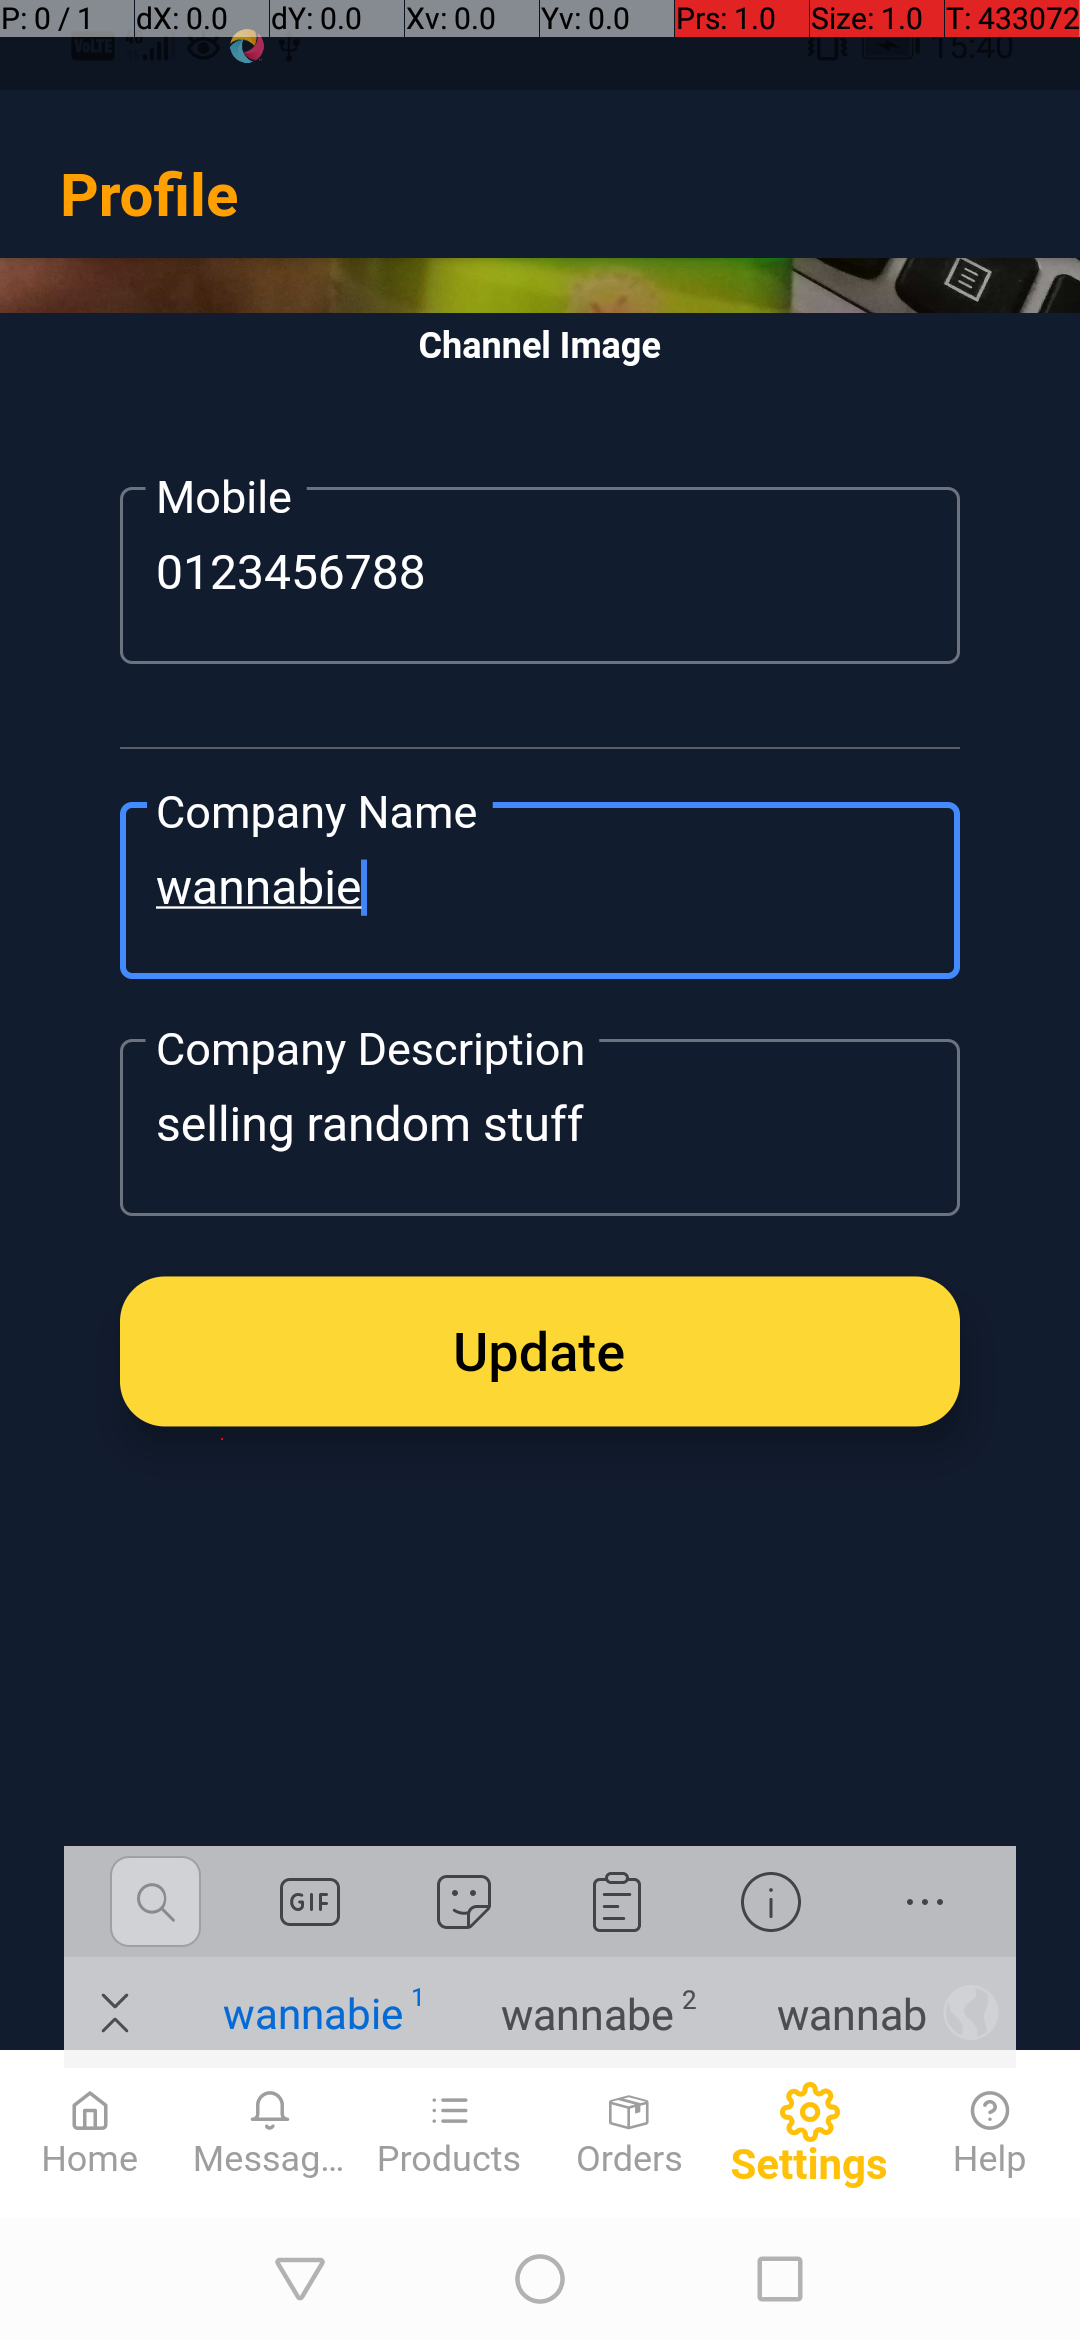 P: 0 / 1 dX: 0.0 dY: 0.0 Xv: 0.0 Yv: 0.0 Prs: 1.0 Size: 1.0 T: 433072
VoLTE 15:40
Profile
Channel Image
Mobile
0123456788
Company Name
wannabie
Company Description
selling random stuff
Update
GIF
wannabie 1 wannabe 2 wannab
Home Messag... Products Orders Settings Help